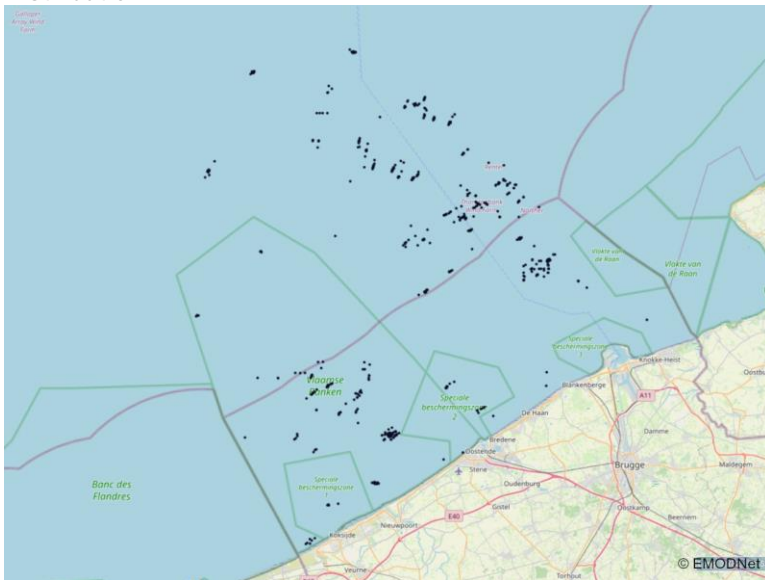 Vlakte van
de Raan
Vlakte van
de Raan
Speciale
beschermingszone
3
Knokke-Heist
Blankenberge
A11
De Haan
Damme
Vlaamse
Banken
Speciale
beschermingszone
2
Bredene
Oostende
Stene
Brugge
Maldegem
Oudenburg
Banc des
Flandres
Speciale
beschermingszone
1
Gistel
Oostkamp
Beernem
E40
Nieuwpoort
Koksijde
Veurne
Torhout
© EMODNet